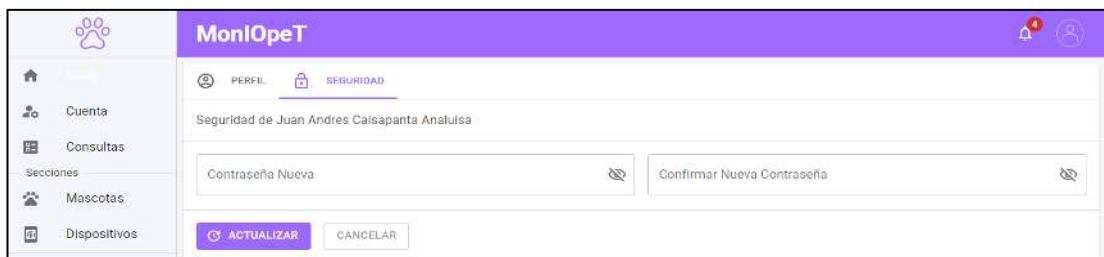 MonIOpeT
4
PERFIL SEGURIDAD
Seguridad de Juan Andres Caisapanta Analuisa
Cuenta
Consultas
Secciones
Mascotas
Dispositivos
Contraseña Nueva
Confirmar Nueva Contraseña
ACTUALIZAR CANCELAR